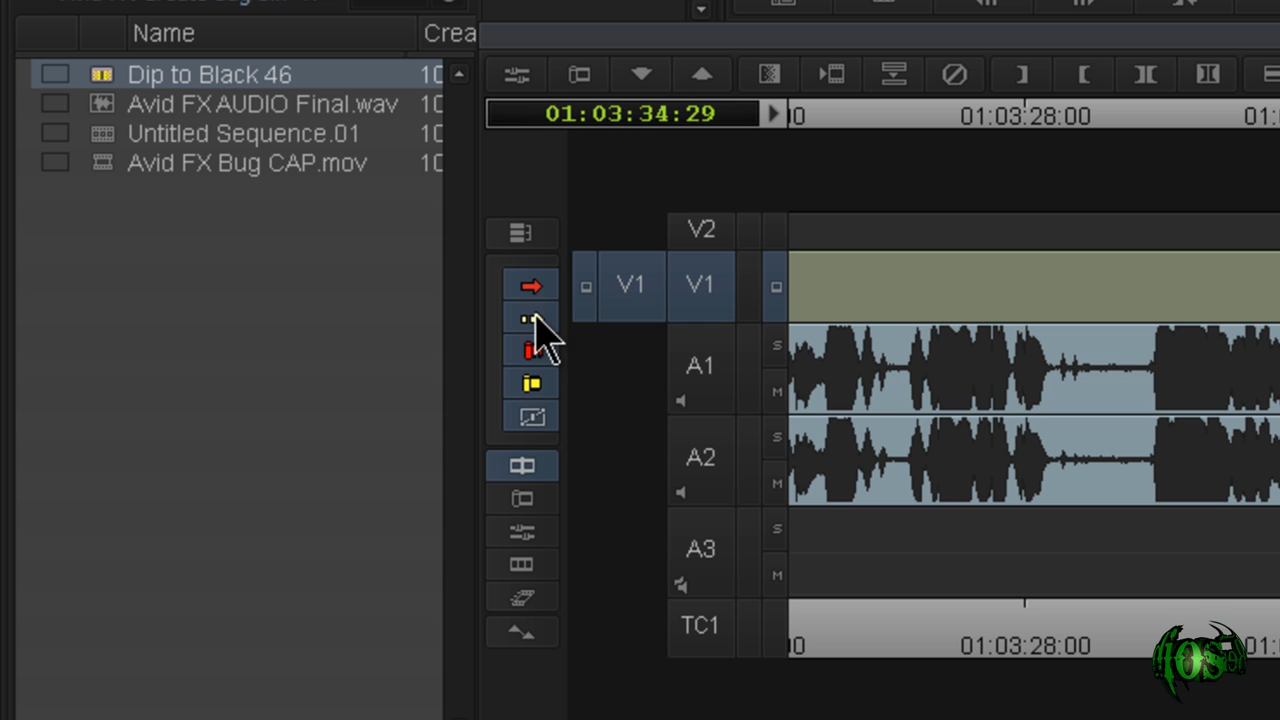 Name
Crea
Dip to Black 46
10
Avid FX AUDIO Final.wav
10
Untitled Sequence.01
10
Avid FX Bug CAP.mov
10
01:03:34:29
00
01:03:28:00
01:
V2
V1
V1
A1
S
M
A2
S
M
A3
S
M
TC1
00
01:03:28:00
01: